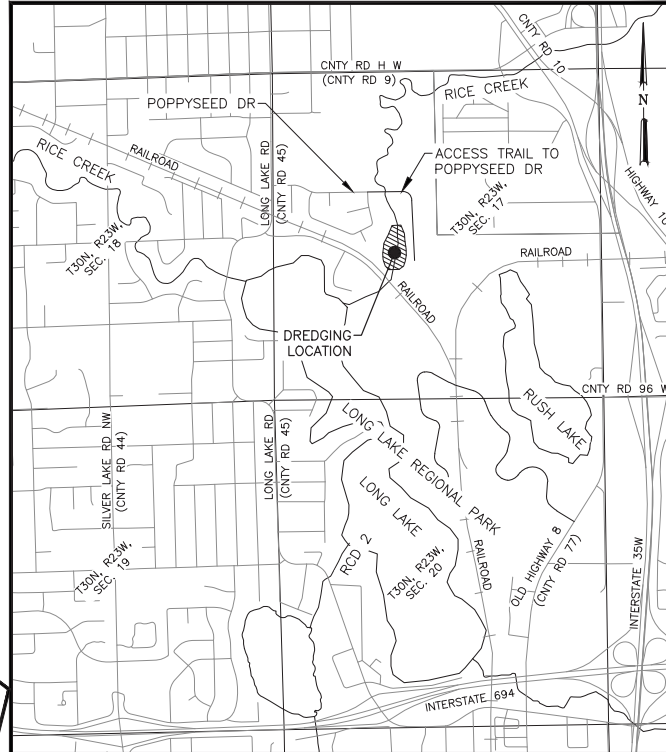 CNTY RD 10
CNTY RD H W
(CNTY RD 9)
RICE CREEK
N
POPPYSEED DR
ACCESS TRAIL TO
POPPYSEED DR
RAILROAD
RICE CREEK
LONG LAKE RD
(CNTY RD 45)
T30N, R23W,
SEC. 17
HIGHWAY 10
T30N, R23W,
SEC. 18
RAILROAD
RAILROAD
DREDGING
LOCATION
CNTY RD 96 W
RUSH LAKE
LONG LAKE REGIONAL PARK
SILVER LAKE RD NW
(CNTY RD 44)
LONG LAKE RD
(CNTY RD 45)
LONG LAKE
RCD 2
T30N, R23W,
SEC. 19
T30N, R23W,
SEC. 20
RAILROAD
OLD HIGHWAY 8
(CNTY RD 77)
INTERSTATE 35W
INTERSTATE 694